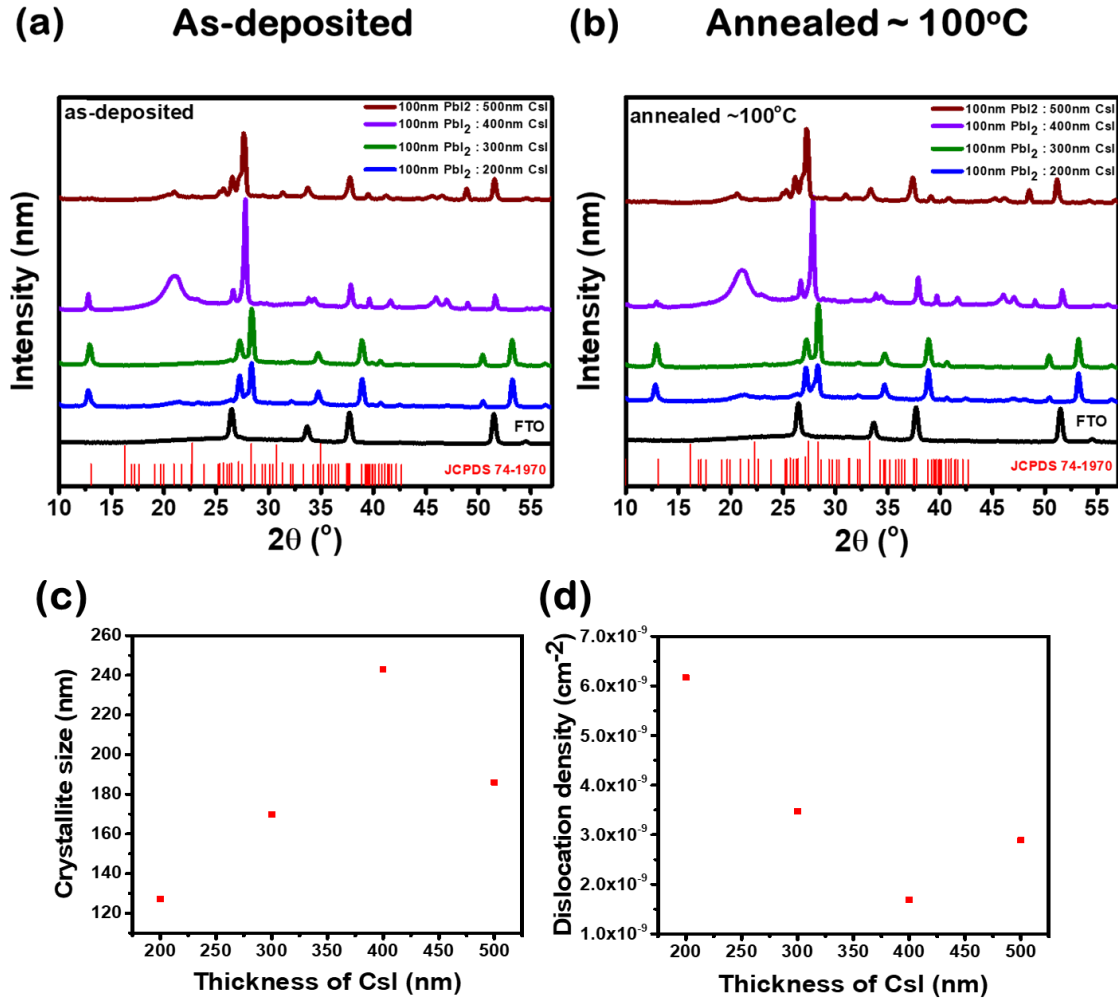 (a) As-deposited
(b) Annealed ~ 100°C
as-deposited
100nm PbI2 : 500nm CsI
100nm PbI₂ : 400nm CsI
100nm PbI₂ : 300nm CsI
100nm PbI₂ : 200nm CsI
FTO
JCPDS 74-1970
Intensity (nm)
10 15 20 25 30 35 40 45 50 55
2θ (°)
annealed ~100°C
100nm PbI2 : 500nm CsI
100nm PbI₂ : 400nm CsI
100nm PbI₂ : 300nm CsI
100nm PbI₂ : 200nm CsI
FTO
JCPDS 74-1970
Intensity (nm)
10 15 20 25 30 35 40 45 50 55
2θ (°)
(c)
260
240
220
200
180
160
140
120
Crystallite size (nm)
200 250 300 350 400 450 500
Thickness of CsI (nm)
(d)
7.0x10⁻⁹
6.0x10⁻⁹
5.0x10⁻⁹
4.0x10⁻⁹
3.0x10⁻⁹
2.0x10⁻⁹
1.0x10⁻⁹
Dislocation density (cm⁻²)
200 250 300 350 400 450 500
Thickness of CsI (nm)